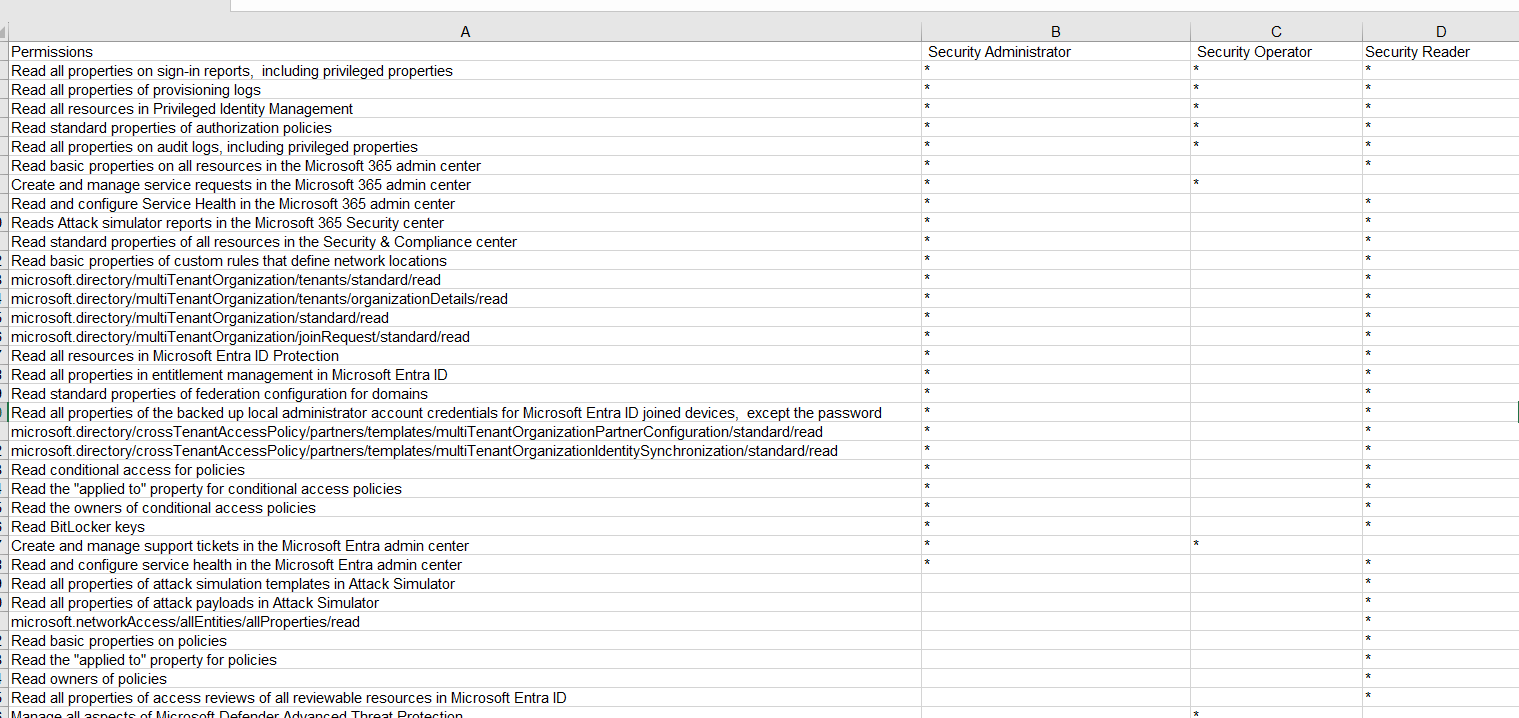 A B C D
Permissions Security Administrator Security Operator Security Reader
Read all properties on sign-in reports,  including privileged properties * * *
Read all properties of provisioning logs * * *
Read all resources in Privileged Identity Management * * *
Read standard properties of authorization policies * * *
Read all properties on audit logs, including privileged properties * * *
Read basic properties on all resources in the Microsoft 365 admin center * *
Create and manage service requests in the Microsoft 365 admin center * *
Read and configure Service Health in the Microsoft 365 admin center * *
Reads Attack simulator reports in the Microsoft 365 Security center * *
Read standard properties of all resources in the Security & Compliance center * *
Read basic properties of custom rules that define network locations * *
microsoft.directory/multiTenantOrganization/tenants/standard/read * *
microsoft.directory/multiTenantOrganization/tenants/organizationDetails/read * *
microsoft.directory/multiTenantOrganization/standard/read * *
microsoft.directory/multiTenantOrganization/joinRequest/standard/read * *
Read all resources in Microsoft Entra ID Protection * *
Read all properties in entitlement management in Microsoft Entra ID * *
Read standard properties of federation configuration for domains * *
Read all properties of the backed up local administrator account credentials for Microsoft Entra ID joined devices,  except the password * *
microsoft.directory/crossTenantAccessPolicy/partners/templates/multiTenantOrganizationPartnerConfiguration/standard/read * *
microsoft.directory/crossTenantAccessPolicy/partners/templates/multiTenantOrganizationIdentitySynchronization/standard/read * *
Read conditional access for policies * *
Read the "applied to" property for conditional access policies * *
Read the owners of conditional access policies * *
Read BitLocker keys * *
Create and manage support tickets in the Microsoft Entra admin center * *
Read and configure service health in the Microsoft Entra admin center * *
Read all properties of attack simulation templates in Attack Simulator *
Read all properties of attack payloads in Attack Simulator *
microsoft.networkAccess/allEntities/allProperties/read *
Read basic properties on policies *
Read the "applied to" property for policies *
Read owners of policies *
Read all properties of access reviews of all reviewable resources in Microsoft Entra ID *
Manage all aspects of Microsoft Defender Advanced Threat Protection *